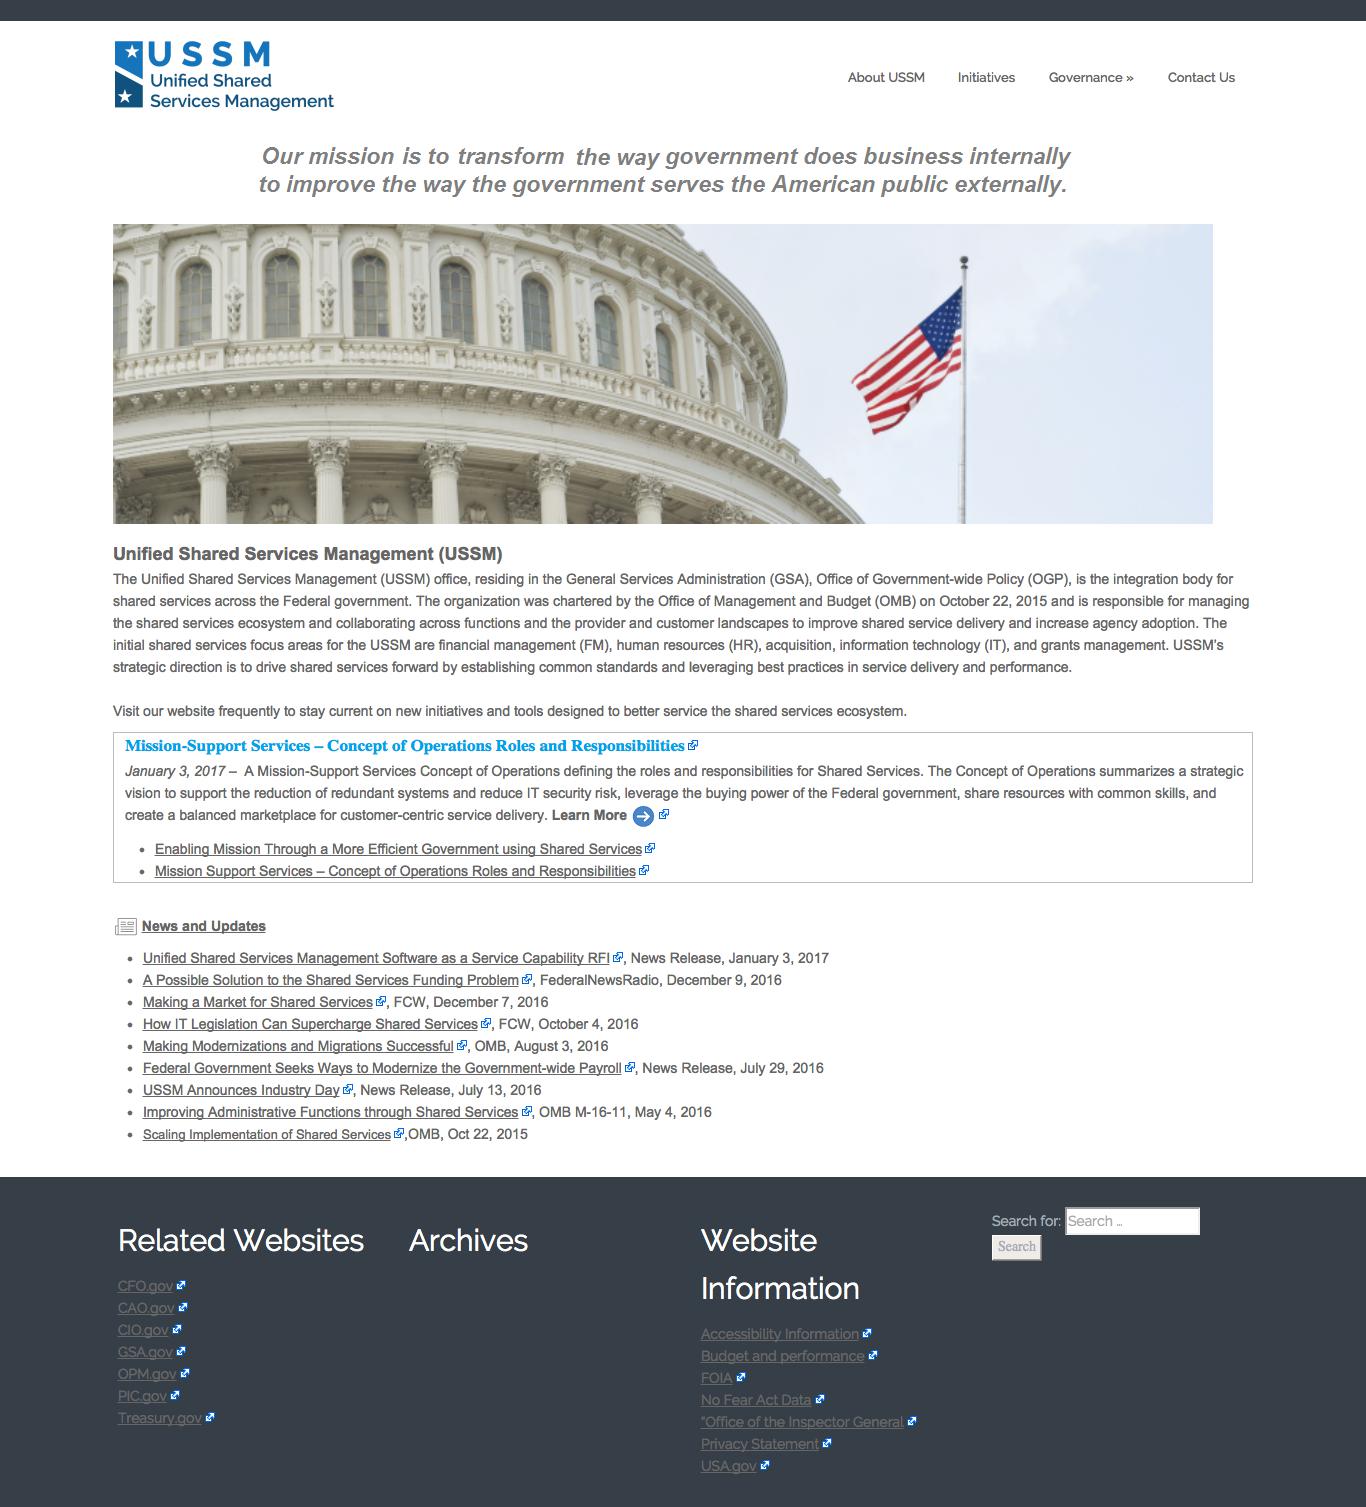 USSM
Unified Shared
Services Management
About USSM
Initiatives
Governance »
Contact Us
Our mission is to transform the way government does business internally
to improve the way the government serves the American public externally.
Unified Shared Services Management (USSM)
The Unified Shared Services Management (USSM) office, residing in the General Services Administration (GSA), Office of Government-wide Policy (OGP), is the integration body for
shared services across the Federal government. The organization was chartered by the Office of Management and Budget (OMB) on October 22, 2015 and is responsible for managing
the shared services ecosystem and collaborating across functions and the provider and customer landscapes to improve shared service delivery and increase agency adoption. The
initial shared services focus areas for the USSM are financial management (FM), human resources (HR), acquisition, information technology (IT), and grants management. USSM's
strategic direction is to drive shared services forward by establishing common standards and leveraging best practices in service delivery and performance.
Visit our website frequently to stay current on new initiatives and tools designed to better service the shared services ecosystem.
Mission-Support Services – Concept of Operations Roles and Responsibilities
January 3, 2017 – A Mission-Support Services Concept of Operations defining the roles and responsibilities for Shared Services. The Concept of Operations summarizes a strategic
vision to support the reduction of redundant systems and reduce IT security risk, leverage the buying power of the Federal government, share resources with common skills, and
create a balanced marketplace for customer-centric service delivery. Learn More
• Enabling Mission Through a More Efficient Government using Shared Services
• Mission Support Services – Concept of Operations Roles and Responsibilities
News and Updates
• Unified Shared Services Management Software as a Service Capability RFI, News Release, January 3, 2017
• A Possible Solution to the Shared Services Funding Problem, FederalNewsRadio, December 9, 2016
• Making a Market for Shared Services, FCW, December 7, 2016
• How IT Legislation Can Supercharge Shared Services, FCW, October 4, 2016
• Making Modernizations and Migrations Successful, OMB, August 3, 2016
• Federal Government Seeks Ways to Modernize the Government-wide Payroll, News Release, July 29, 2016
• USSM Announces Industry Day, News Release, July 13, 2016
• Improving Administrative Functions through Shared Services, OMB M-16-11, May 4, 2016
• Scaling Implementation of Shared Services,OMB, Oct 22, 2015
Related Websites
CFO.gov
CAO.gov
CIO.gov
GSA.gov
OPM.gov
PIC.gov
Treasury.gov
Archives
Website
Information
Accessibility Information
Budget and performance
FOIA
No Fear Act Data
"Office of the Inspector General
Privacy Statement
USA.gov
Search for: Search …
Search